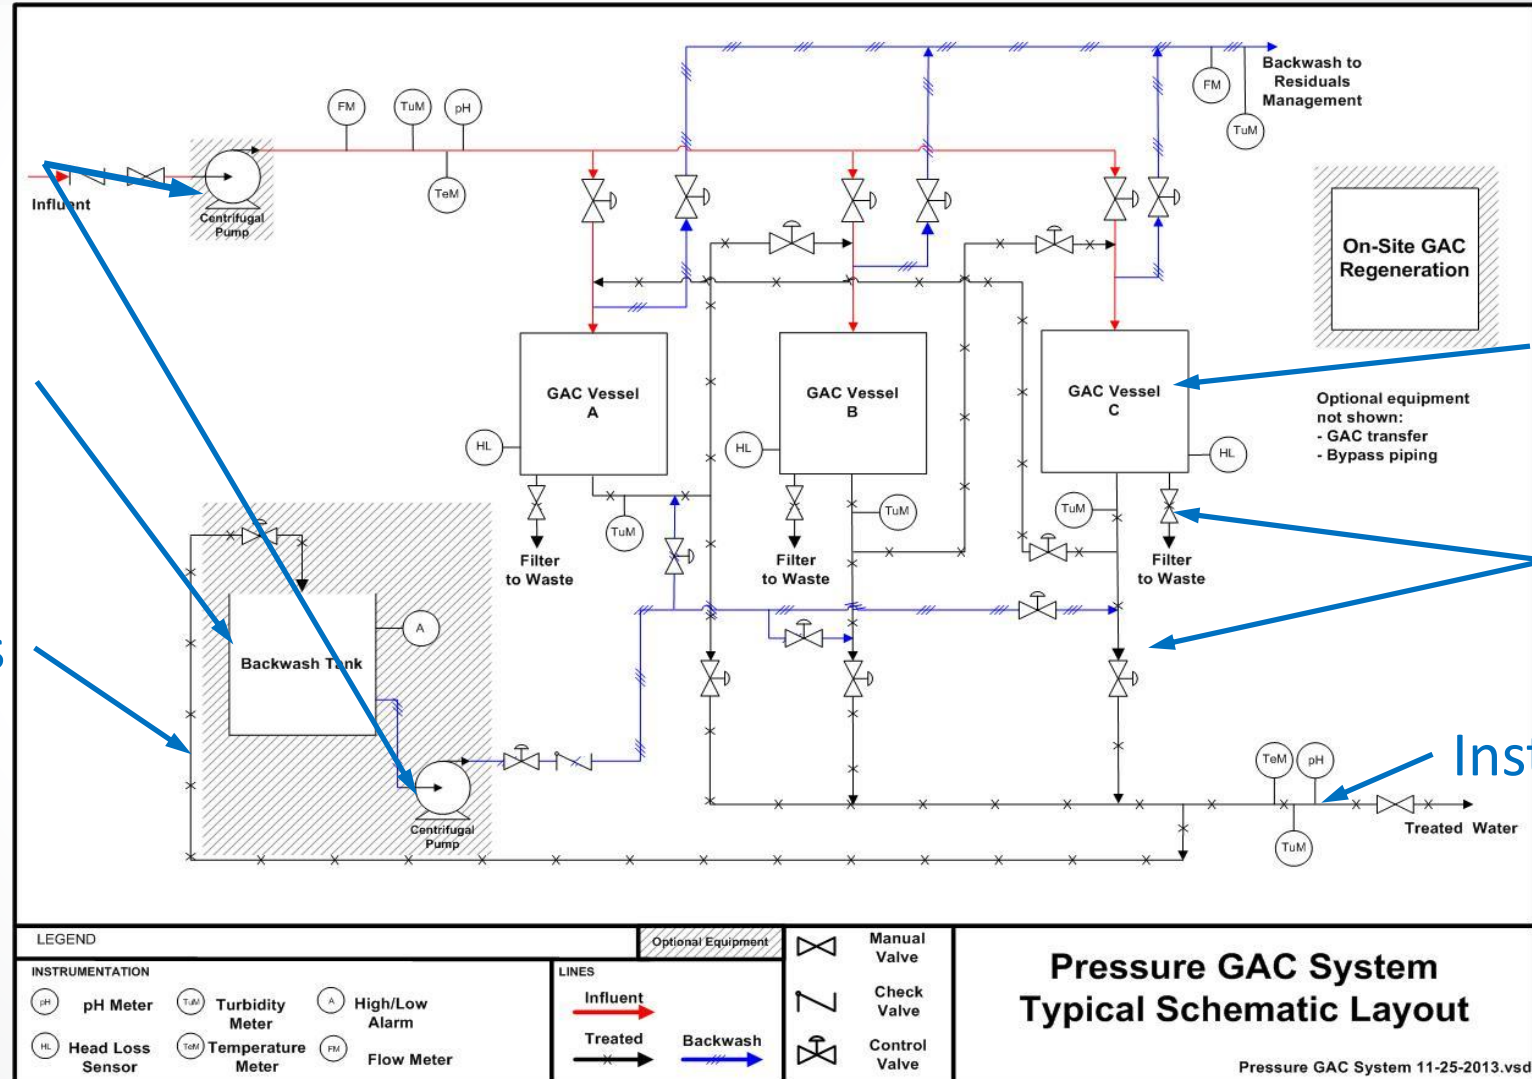 Backwash to
Residuals
Management
FM
TuM
pH
FM
TuM
TeM
Influent
Centrifugal
Pump
On-Site GAC
Regeneration
GAC Vessel
A
GAC Vessel
B
GAC Vessel
C
Optional equipment
not shown:
- GAC transfer
- Bypass piping
HL
HL
HL
TuM
TuM
TuM
Filter
to Waste
Filter
to Waste
Filter
to Waste
A
Backwash Tank
s
Centrifugal
Pump
TeM
pH
Inst
TuM
Treated Water
LEGEND
Optional Equipment
INSTRUMENTATION
pH
pH Meter
TuM
Turbidity
Meter
A
High/Low
Alarm
HL
Head Loss
Sensor
TeM
Temperature
Meter
FM
Flow Meter
LINES
Influent
Treated
Backwash
Manual
Valve
Check
Valve
Control
Valve
Pressure GAC System
Typical Schematic Layout
Pressure GAC System 11-25-2013.vsd